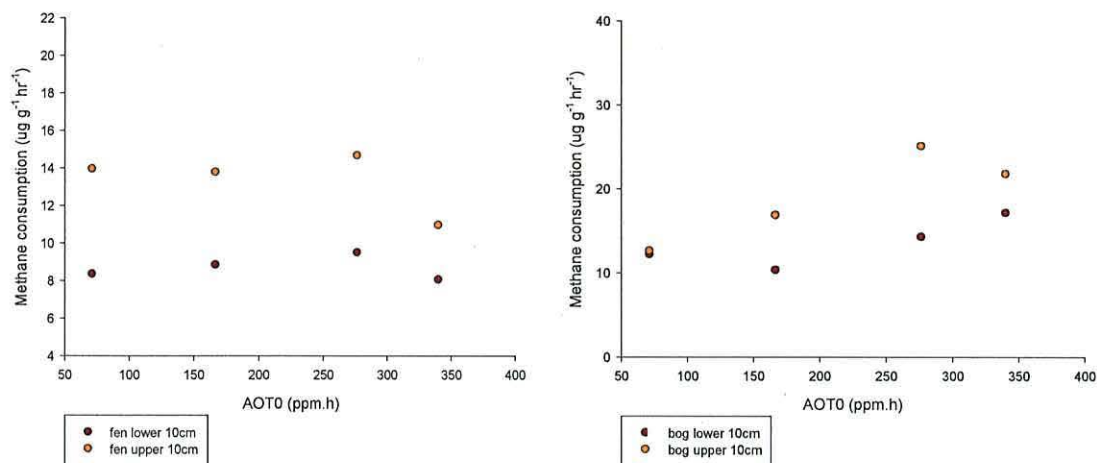 22
20
18
16
14
12
10
8
6
4
Methane consumption (ug g⁻¹ hr⁻¹)
50 100 150 200 250 300 350 400
AOT0 (ppm.h)
fen lower 10cm
fen upper 10cm
40
30
20
10
0
Methane consumption (ug g⁻¹ hr⁻¹)
50 100 150 200 250 300 350 400
AOT0 (ppm.h)
bog lower 10cm
bog upper 10cm